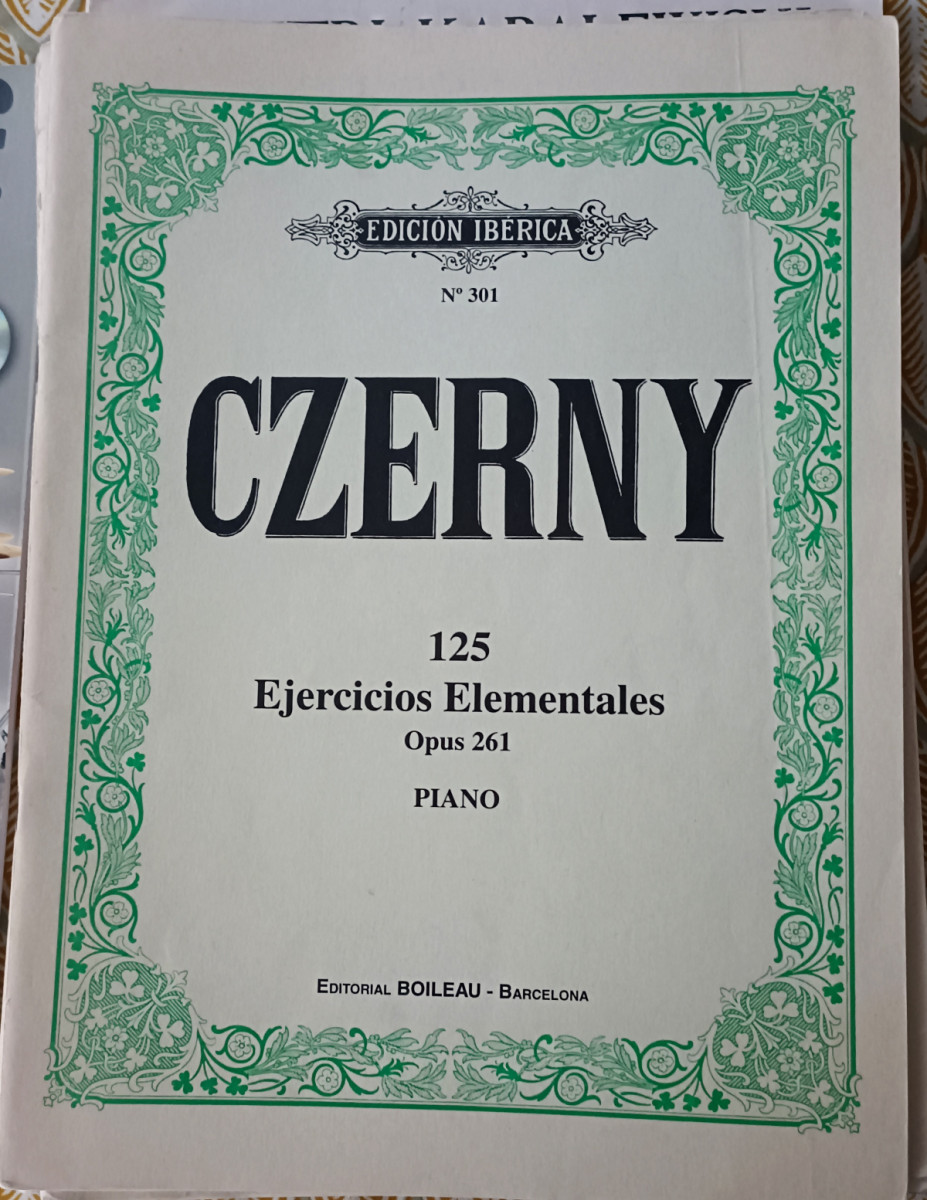 EDICIÓN IBÉRICA
Nº 301
CZERNY
125
Ejercicios Elementales
Opus 261
PIANO
EDITORIAL BOILEAU - BARCELONA